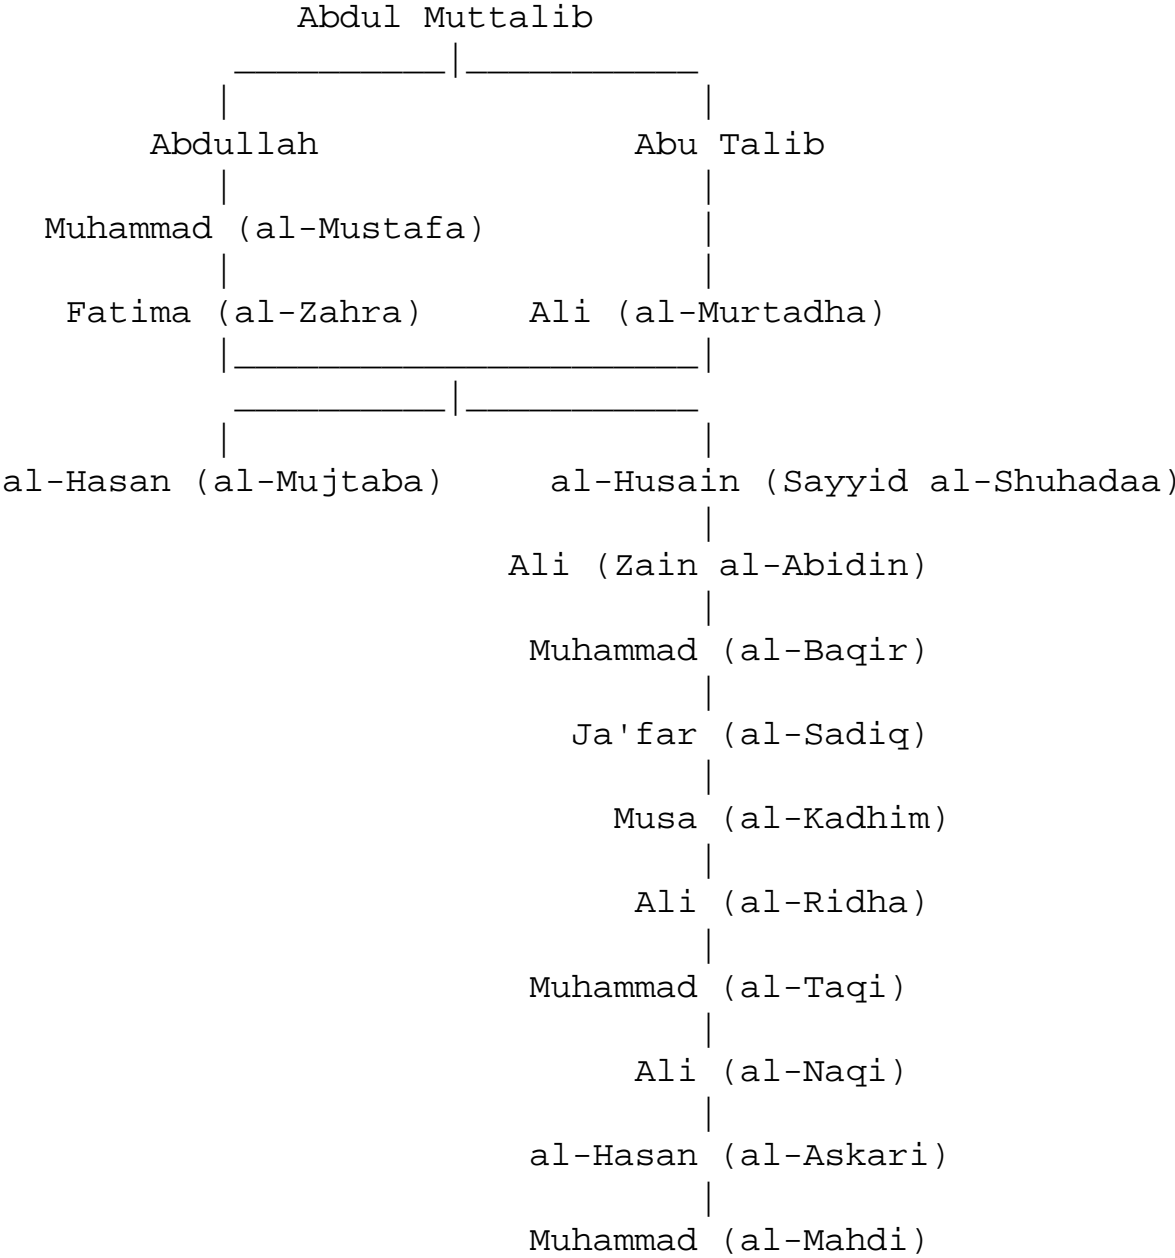 Abdul Muttalib
Abdullah Abu Talib
Muhammad (al-Mustafa)
Fatima (al-Zahra) Ali (al-Murtadha)
al-Hasan (al-Mujtaba) al-Husain (Sayyid al-Shuhadaa)
Ali (Zain al-Abidin)
Muhammad (al-Baqir)
Ja'far (al-Sadiq)
Musa (al-Kadhim)
Ali (al-Ridha)
Muhammad (al-Taqi)
Ali (al-Naqi)
al-Hasan (al-Askari)
Muhammad (al-Mahdi)